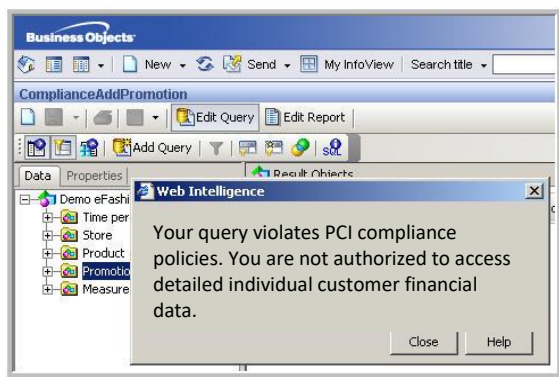 Business Objects
New Send My InfoView Search title
ComplianceAddPromotion
Edit Query Edit Report
Add Query SQL
Data Properties Result Objects
Demo eFashi
Time per
Store
Product
Promotio
Measure
Web Intelligence
Your query violates PCI compliance
policies. You are not authorized to access
detailed individual customer financial
data.
Close Help